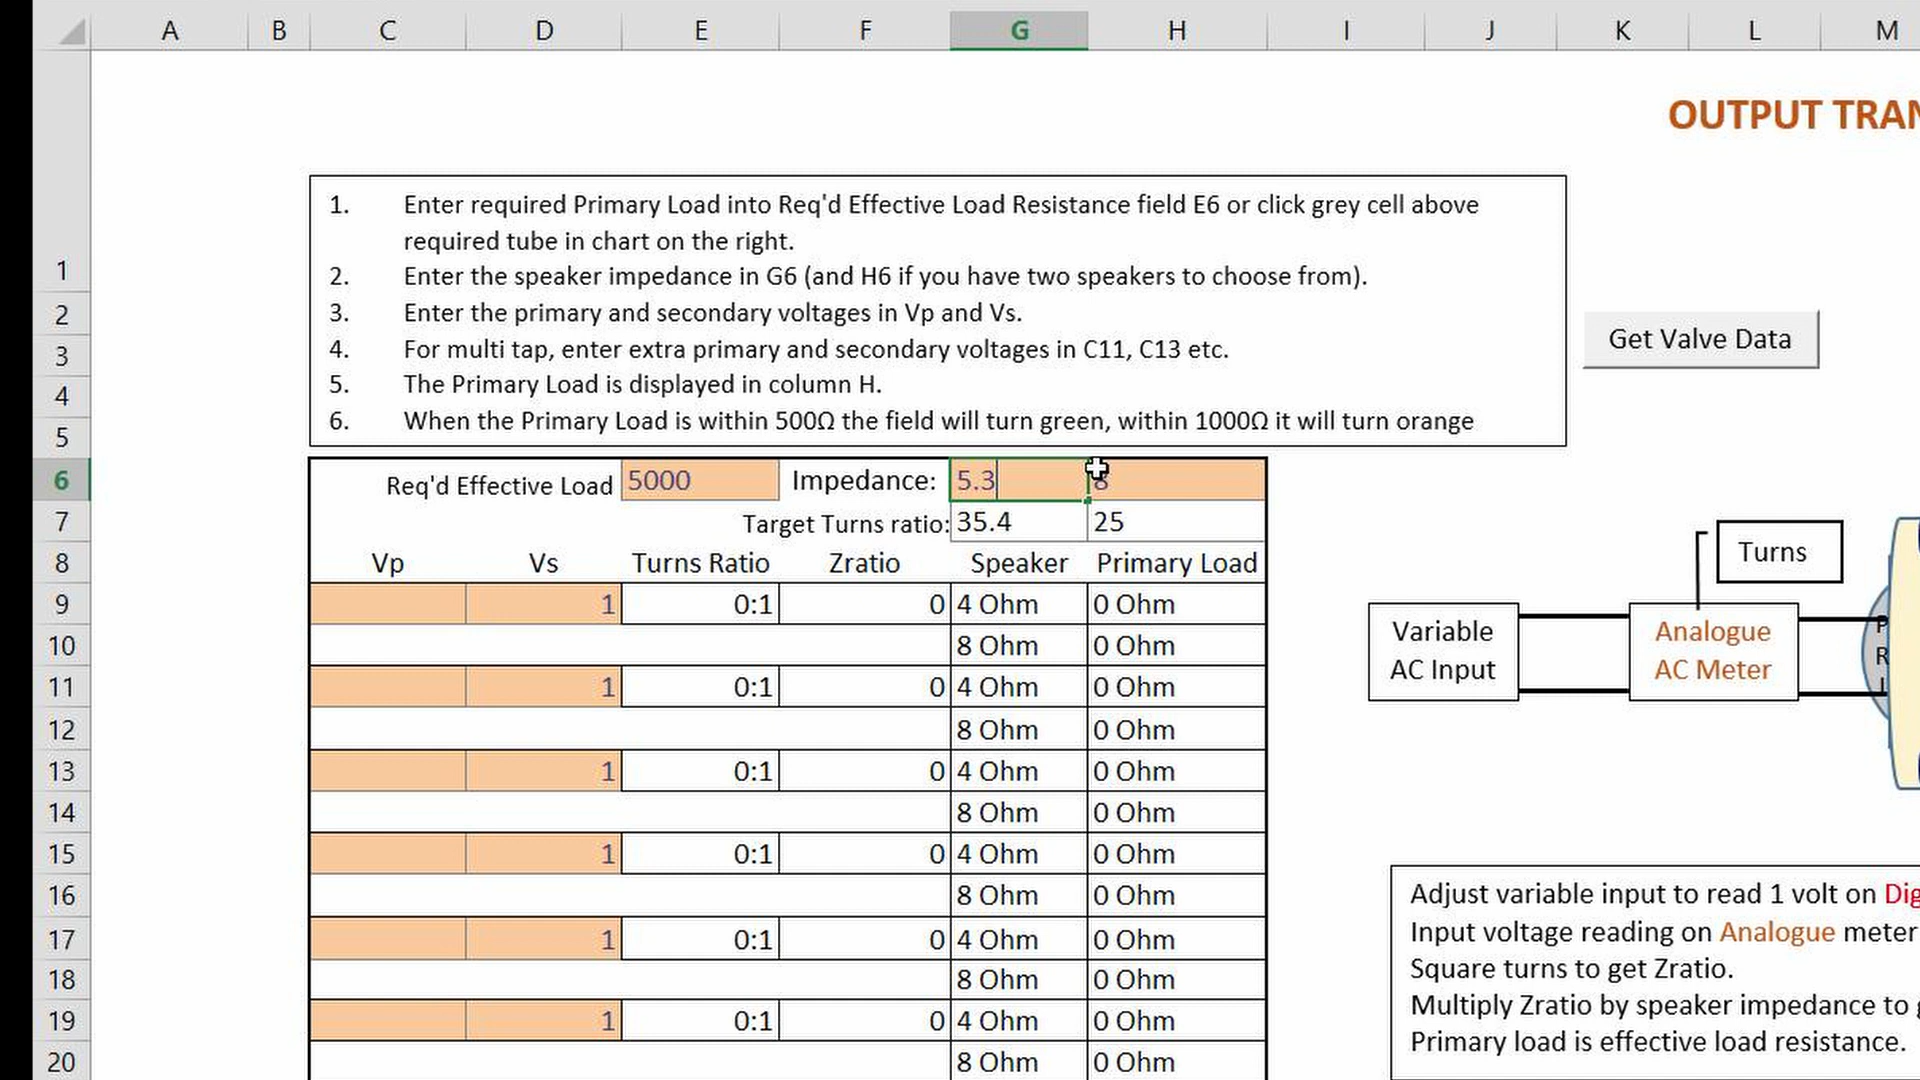 A B C D E F G H I J K L M
OUTPUT TRAN
1. Enter required Primary Load into Req'd Effective Load Resistance field E6 or click grey cell above
required tube in chart on the right.
2. Enter the speaker impedance in G6 (and H6 if you have two speakers to choose from).
3. Enter the primary and secondary voltages in Vp and Vs.
4. For multi tap, enter extra primary and secondary voltages in C11, C13 etc.
5. The Primary Load is displayed in column H.
6. When the Primary Load is within 500Ω the field will turn green, within 1000Ω it will turn orange
1
2
3
4
5
Get Valve Data
6 Req'd Effective Load 5000 Impedance: 5.3 8
7 Target Turns ratio: 35.4 25
8 Vp Vs Turns Ratio Zratio Speaker Primary Load
9 1 0:1 0 4 Ohm 0 Ohm
10 8 Ohm 0 Ohm
11 1 0:1 0 4 Ohm 0 Ohm
12 8 Ohm 0 Ohm
13 1 0:1 0 4 Ohm 0 Ohm
14 8 Ohm 0 Ohm
15 1 0:1 0 4 Ohm 0 Ohm
16 8 Ohm 0 Ohm
17 1 0:1 0 4 Ohm 0 Ohm
18 8 Ohm 0 Ohm
19 1 0:1 0 4 Ohm 0 Ohm
20 8 Ohm 0 Ohm
Turns
Variable
AC Input
Analogue
AC Meter
P
R
I
Adjust variable input to read 1 volt on Dig
Input voltage reading on Analogue meter
Square turns to get Zratio.
Multiply Zratio by speaker impedance to g
Primary load is effective load resistance.